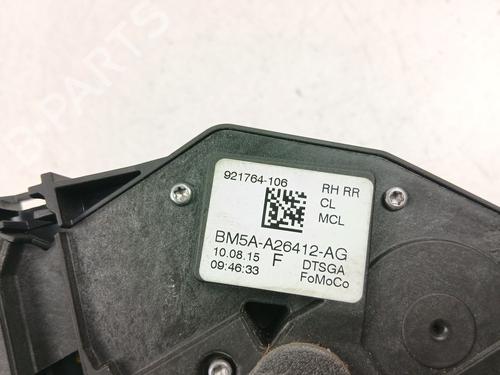 921764-106 RH RR
CL
MCL
BM5A-A26412-AG
10.08.15 F DTSGA
09:46:33 FoMoCo
B-PARTS